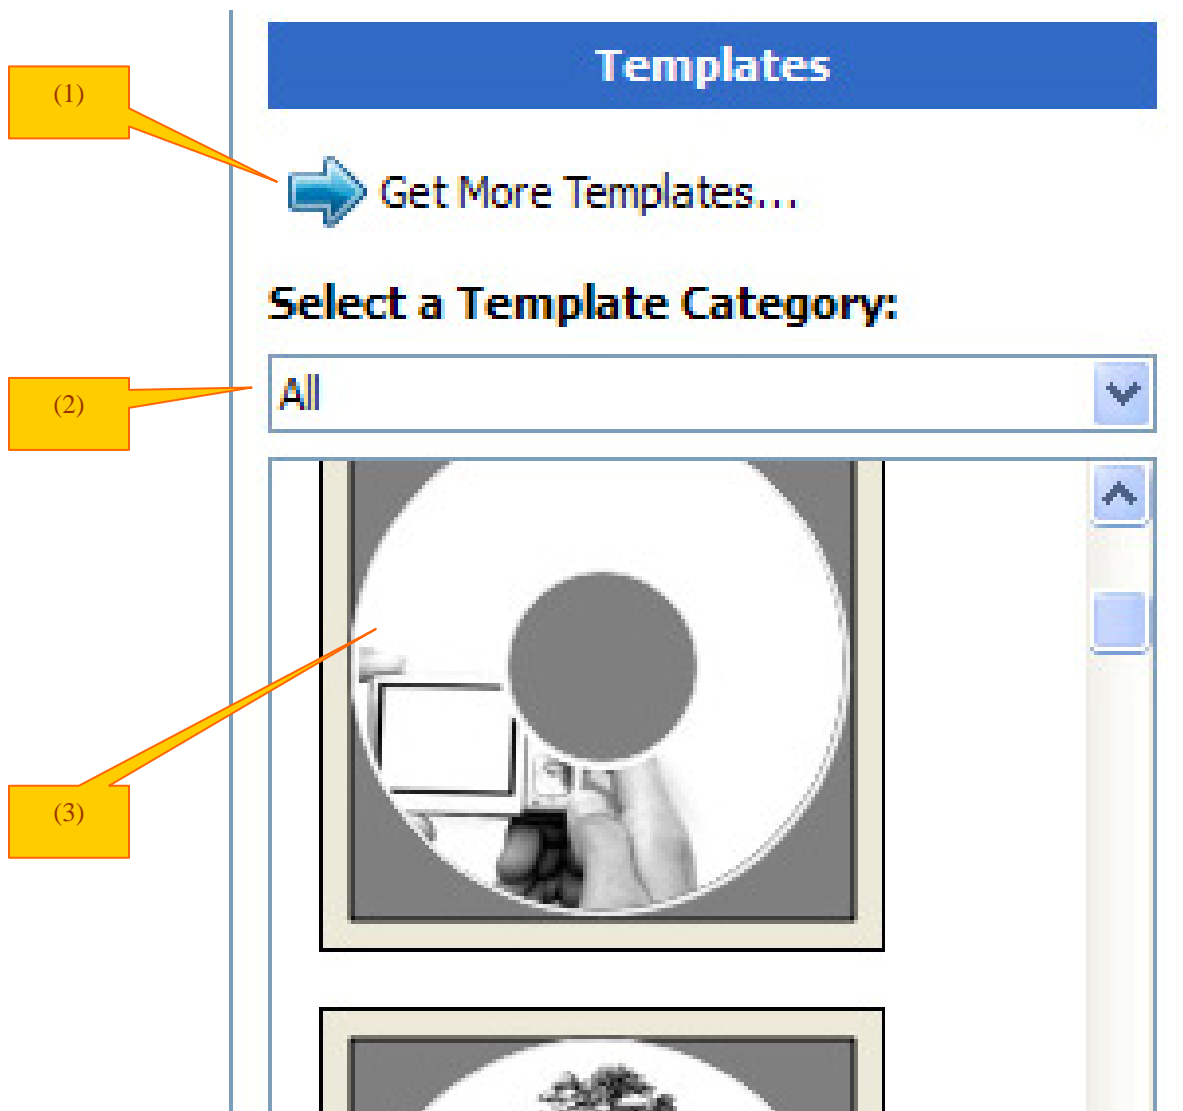 Templates
(1)
Get More Templates...
Select a Template Category:
(2)
All
(3)